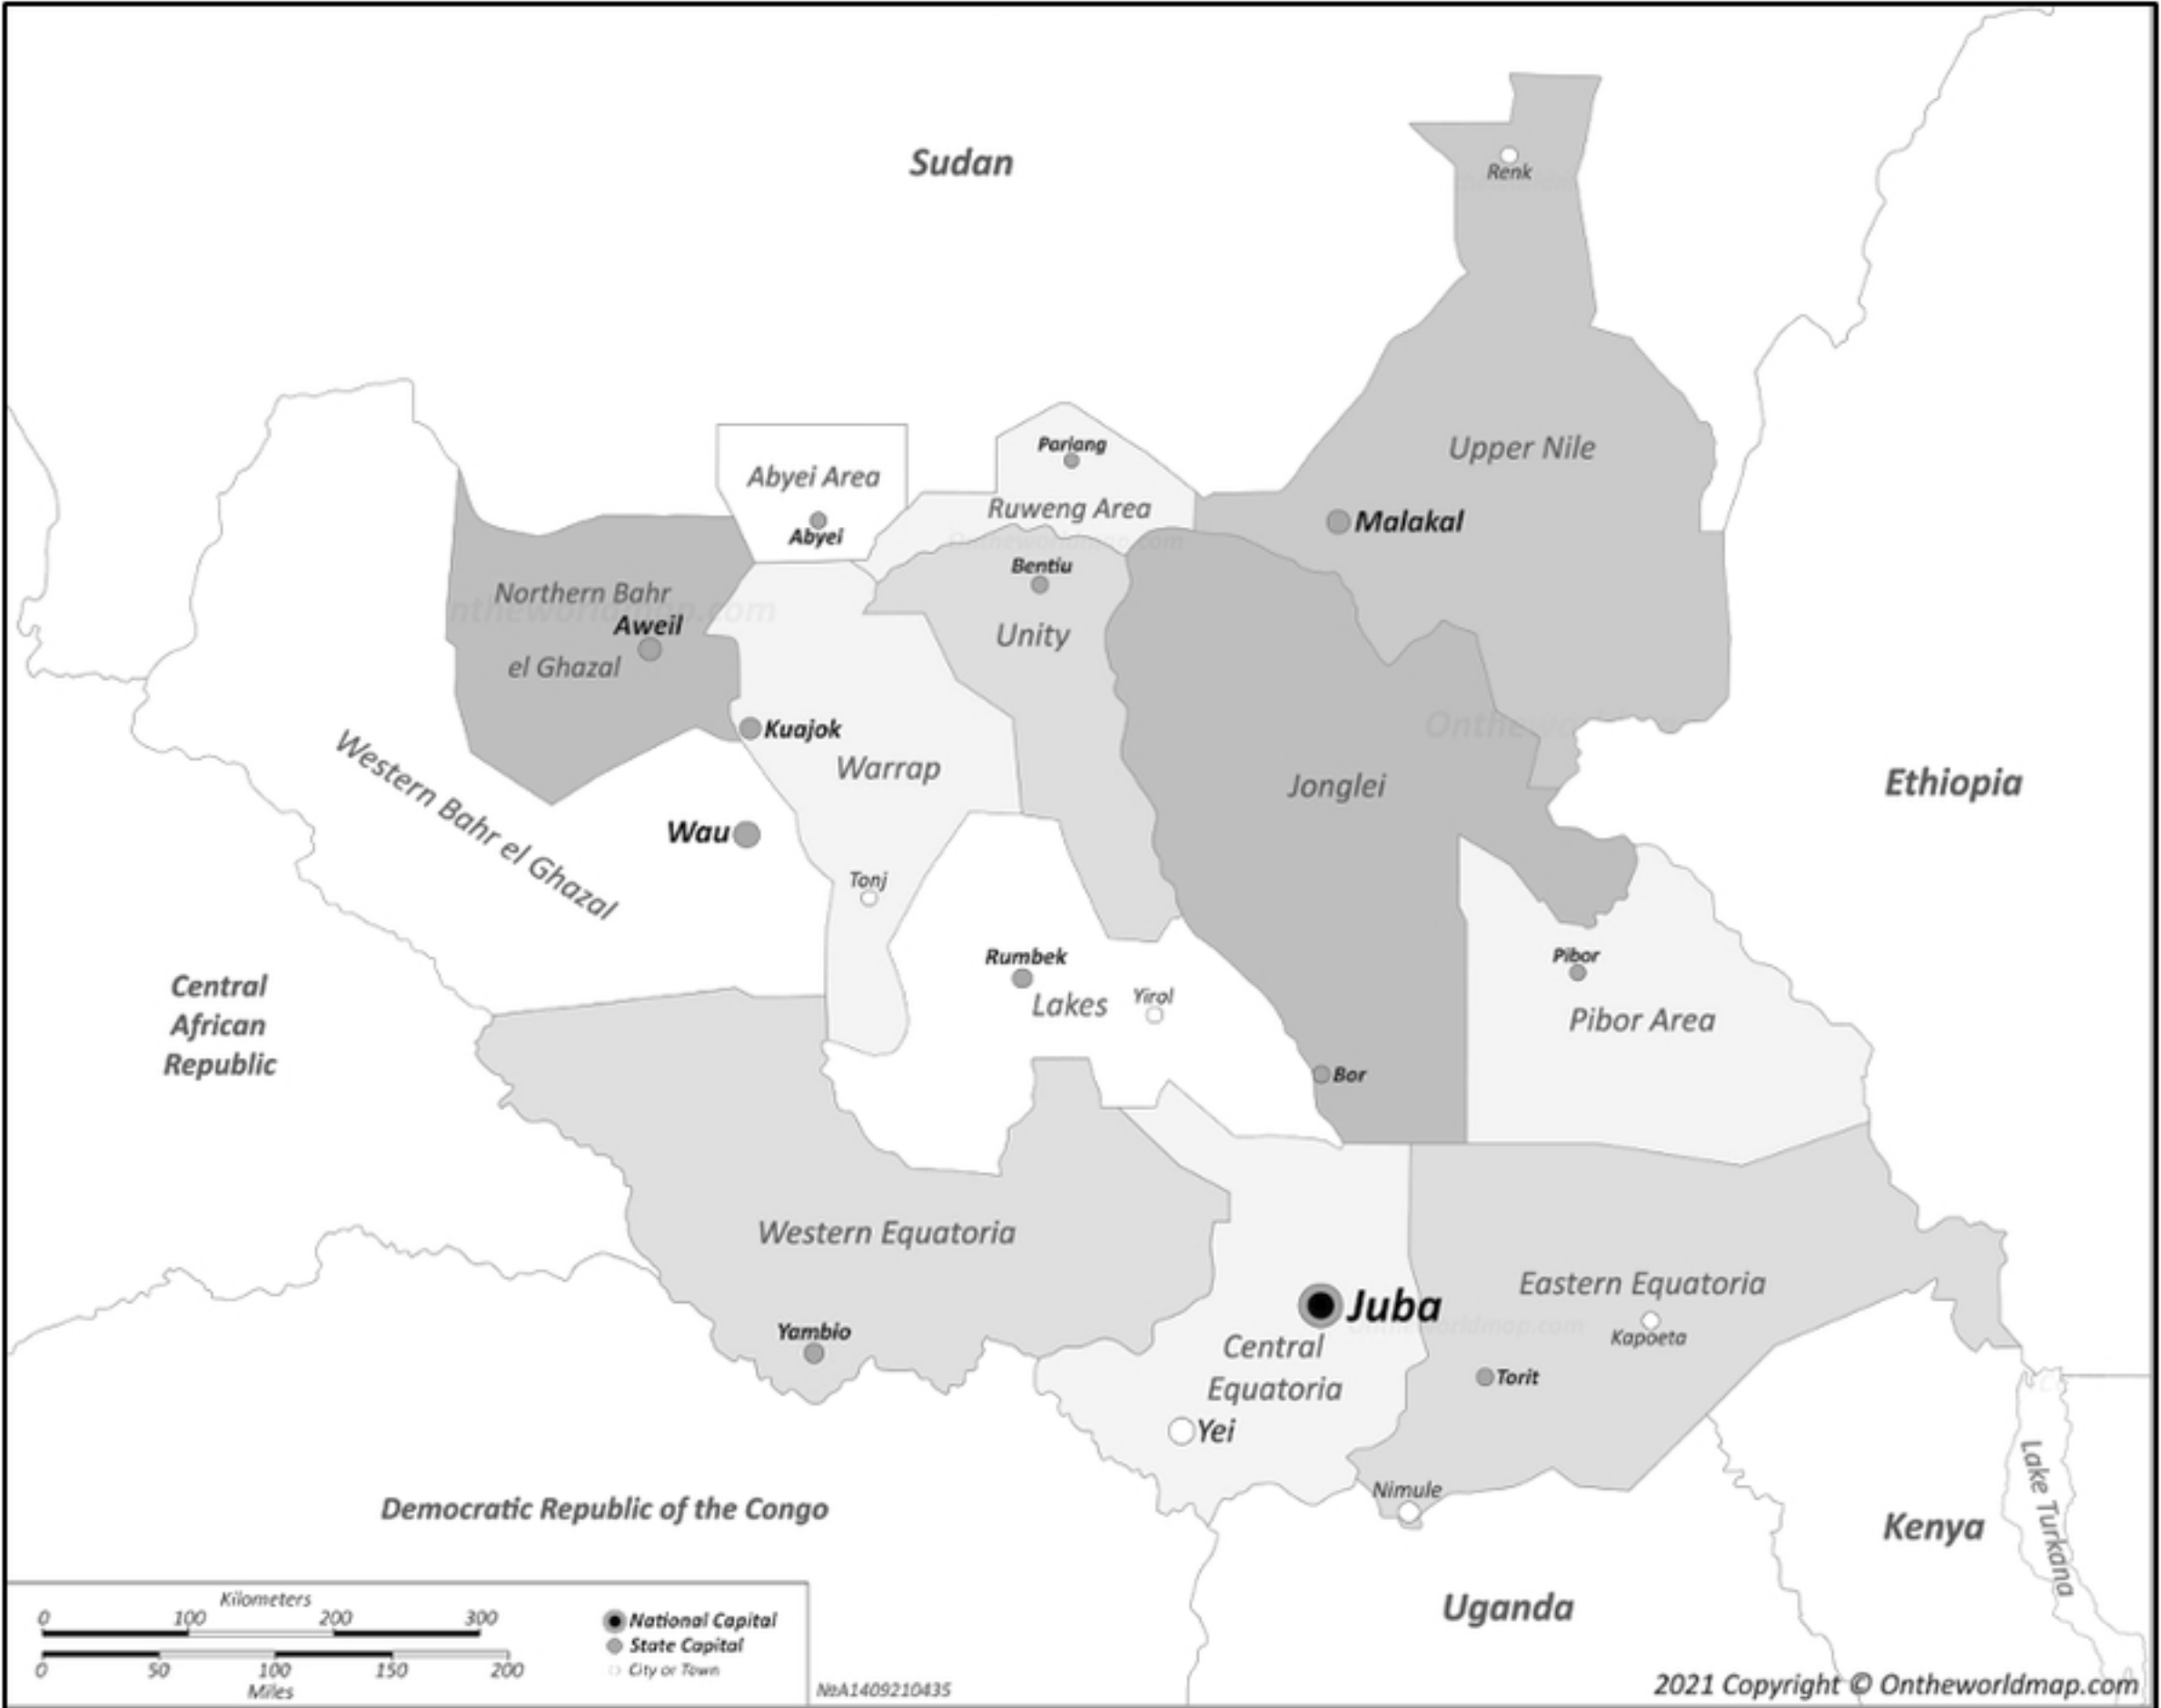 Sudan
Renk
Upper Nile
Malakal
Pariang
Ruweng Area
Abyei Area
Abyei
Bentiu
Unity
Northern Bahr
Aweil
el Ghazal
Kuajok
Warrap
Wau
Western Bahr el Ghazal
Tonj
Jonglei
Ethiopia
Rumbek
Lakes
Yirol
Pibor
Pibor Area
Bor
Central
African
Republic
Western Equatoria
Yambio
Juba
Central
Equatoria
Yei
Eastern Equatoria
Kapoeta
Torit
Nimule
Democratic Republic of the Congo
Uganda
Kenya
Lake Turkana
Kilometers
0 100 200 300
0 50 100 150 200
Miles
National Capital
State Capital
City or Town
№A1409210435
2021 Copyright © Ontheworldmap.com